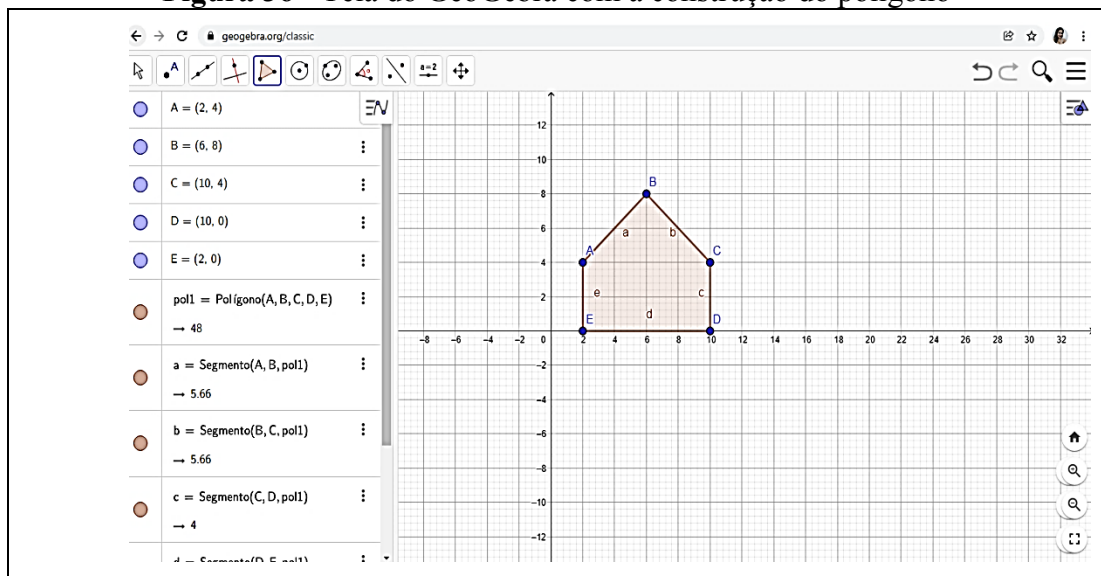 Figura 36 - Tela do GeoGebra com a construção do polígono
geogebra.org/classic
A
a=2
A = (2, 4)
B = (6, 8)
C = (10, 4)
D = (10, 0)
E = (2, 0)
pol1 = Polígono(A, B, C, D, E)
→ 48
a = Segmento(A, B, pol1)
→ 5.66
b = Segmento(B, C, pol1)
→ 5.66
c = Segmento(C, D, pol1)
→ 4
d = Segmento(D, E, pol1)
12
10
8
6
4
2
B
a
b
A
C
e
c
d
E
D
-8 -6 -4 -2 0 2 4 6 8 10 12 14 16 18 20 22 24 26 28 30 32
-2
-4
-6
-8
-10
-12